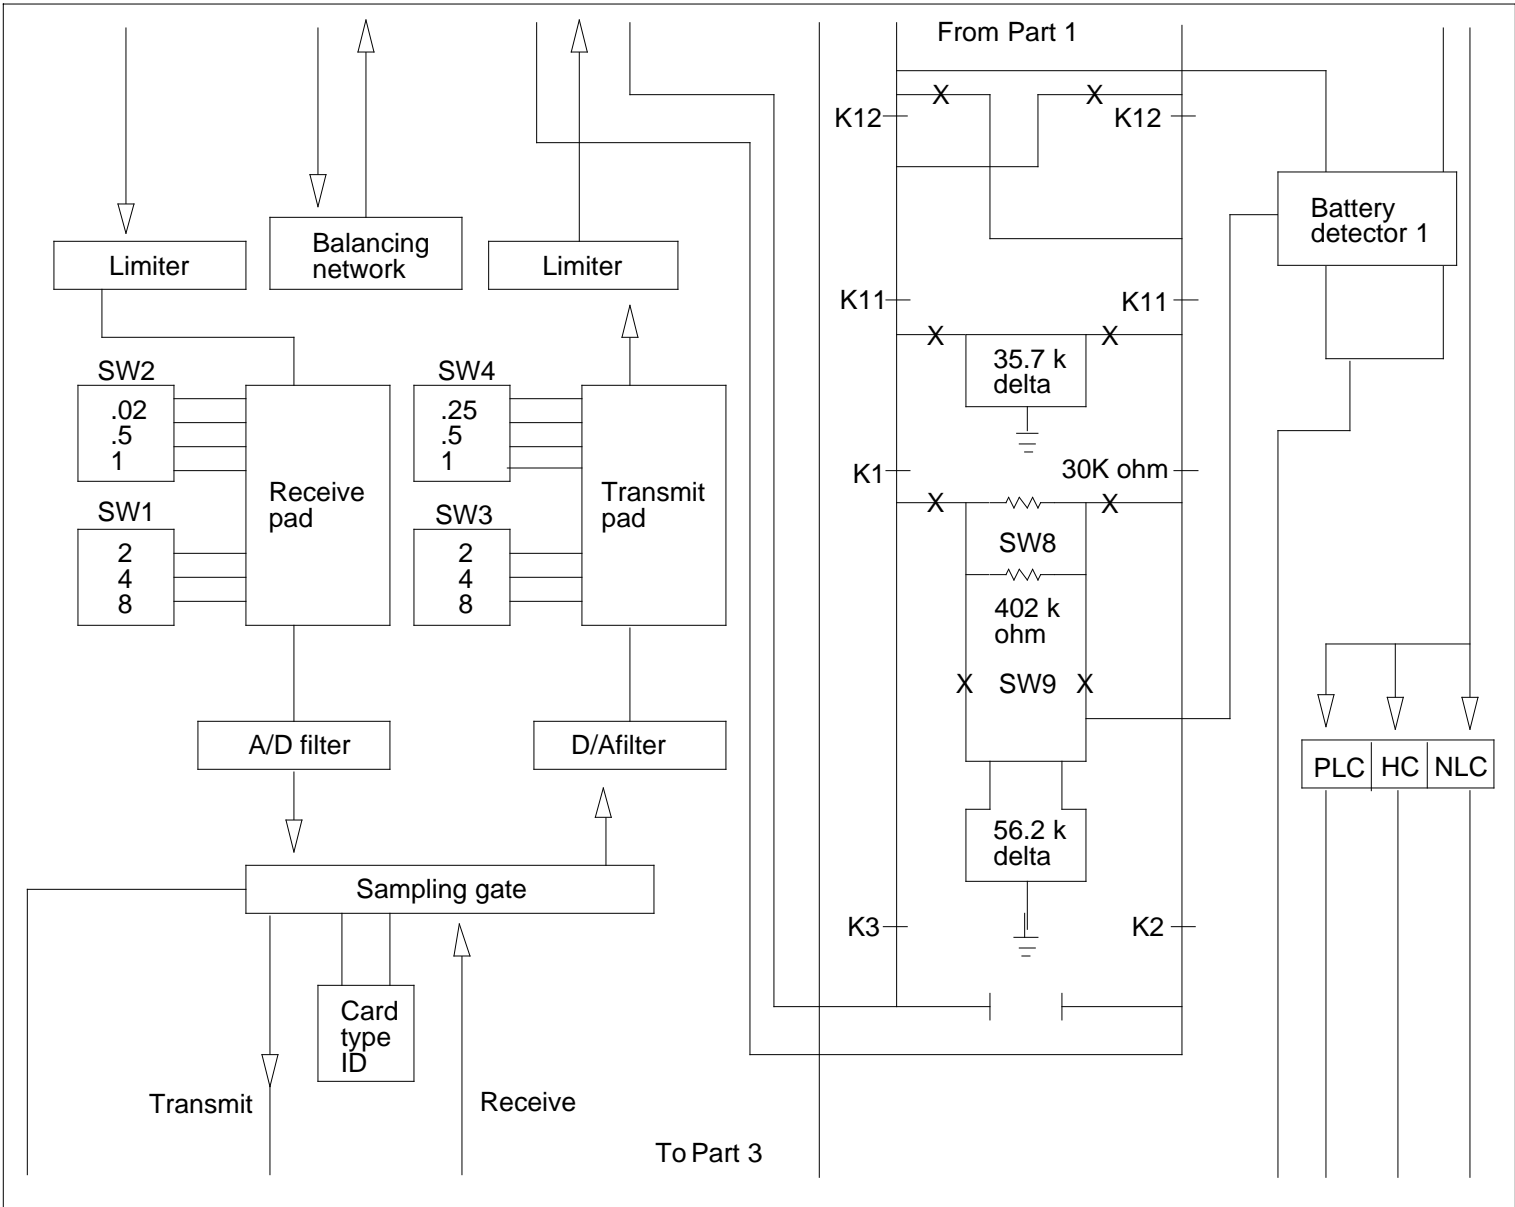 From Part 1
K12
K12
Battery
detector 1
Limiter
Balancing
network
Limiter
K11
K11
35.7 k
delta
SW2
.02
.5
1
SW4
.25
.5
1
K1
30K ohm
Receive
pad
Transmit
pad
SW1
2
4
8
SW3
2
4
8
SW8
402 k
ohm
SW9
A/D filter
D/Afilter
PLC
HC
NLC
56.2 k
delta
Sampling gate
K3
K2
Card
type
ID
Transmit
Receive
To Part 3
X
X
X
X
X
X
X
X